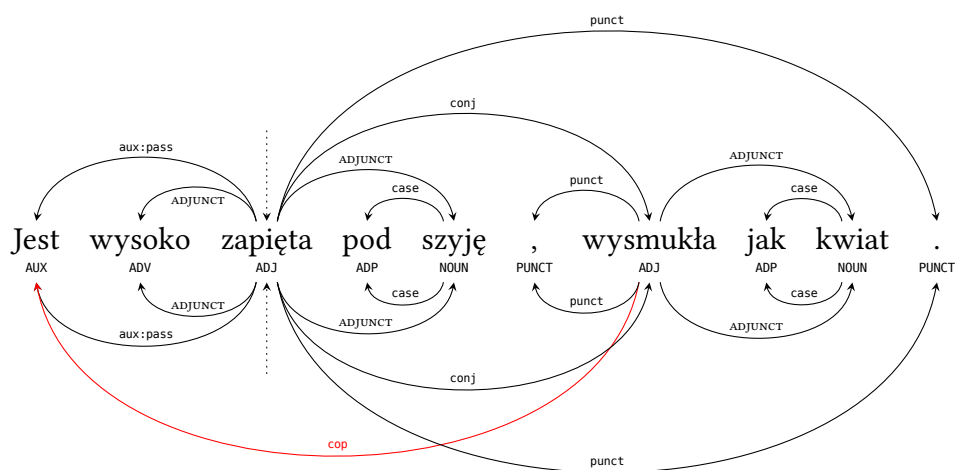 punct
conj
aux:pass ADJUNCT ADJUNCT
ADJUNCT case punct case
Jest wysoko zapięta pod szyję , wysmukła jak kwiat .
AUX ADV ADJ ADP NOUN PUNCT ADJ ADP NOUN PUNCT
ADJUNCT case punct case
aux:pass ADJUNCT ADJUNCT
conj
cop
punct